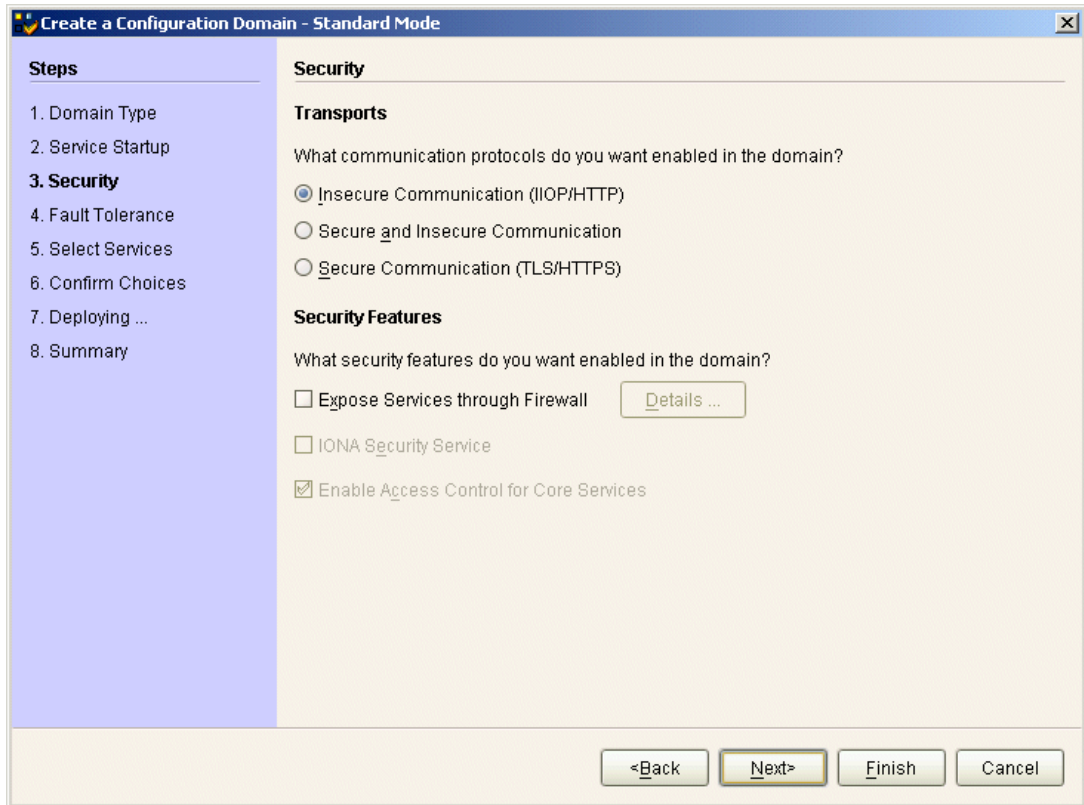 Create a Configuration Domain - Standard Mode
Steps
1. Domain Type
2. Service Startup
3. Security
4. Fault Tolerance
5. Select Services
6. Confirm Choices
7. Deploying ...
8. Summary
Security
Transports
What communication protocols do you want enabled in the domain?
Insecure Communication (IIOP/HTTP)
Secure and Insecure Communication
Secure Communication (TLS/HTTPS)
Security Features
What security features do you want enabled in the domain?
Expose Services through Firewall
Details ...
IONA Security Service
Enable Access Control for Core Services
<Back
Next>
Finish
Cancel